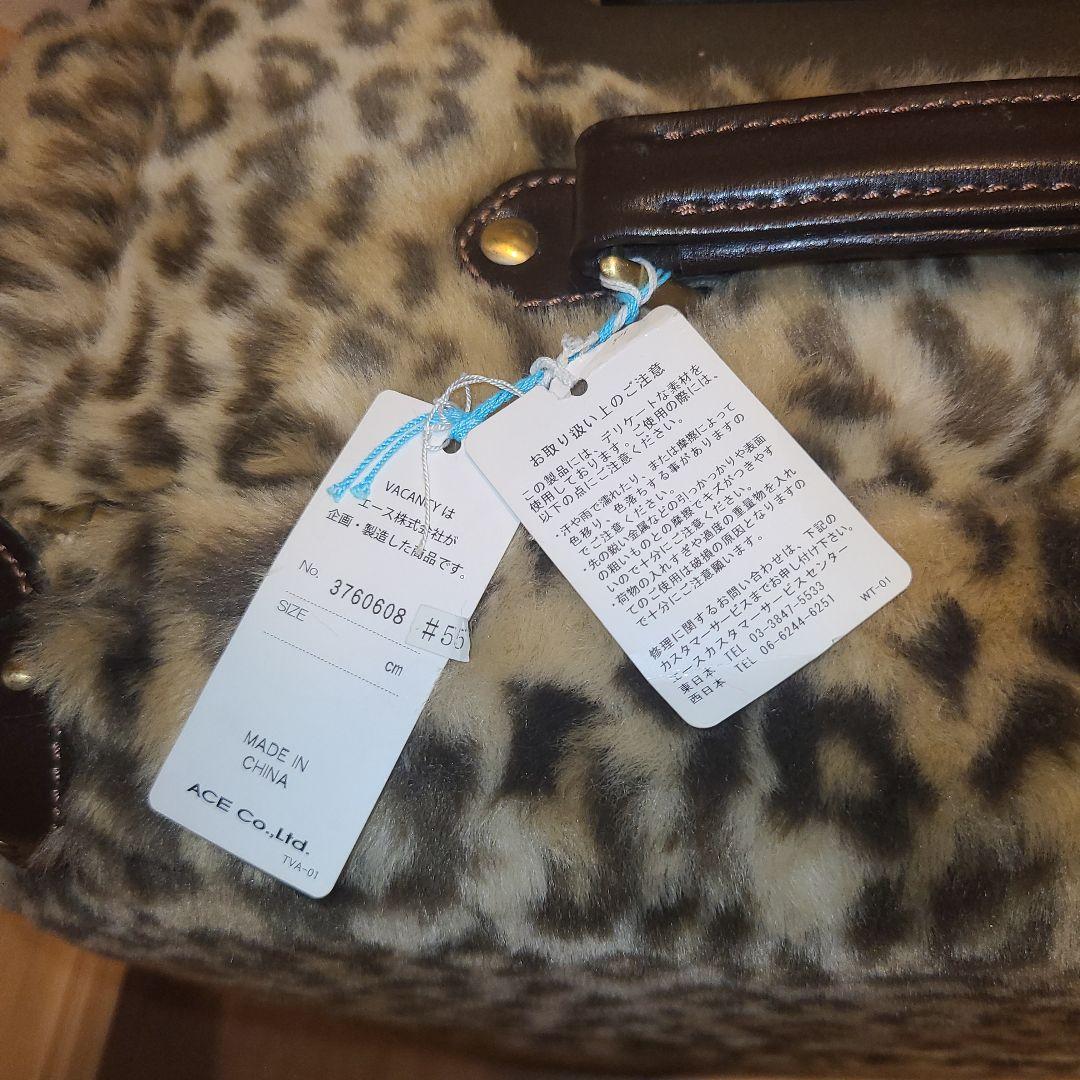 VACANCYは
エース株式会社が
企画・製造した商品です。
No. 3760608 #55
SIZE
cm
MADE IN
CHINA
ACE Co.,Ltd.
TVA-01
お取り扱い上のご注意
この製品には、デリケートな素材を
使用しております。ご使用の際には、
以下の点にご注意ください。
・汗や雨で濡れたり、または摩擦によって
色移り、色落ちする事がありますの
でご注意ください。
・先の鋭い金属などの引っかかりや表面
の粗いものとの摩擦でキズがつきやす
いので十分にご注意ください。
・荷物の入れすぎや過度の重量物を入れ
てのご使用は破損の原因となりますの
で十分にご注意願います。
修理に関するお問い合わせは、下記の
カスタマーサービスまでお申し付け下さい。
エースカスタマーサービスセンター
東日本 TEL 03-3847-5533
西日本 TEL 06-6244-6251
WT-01